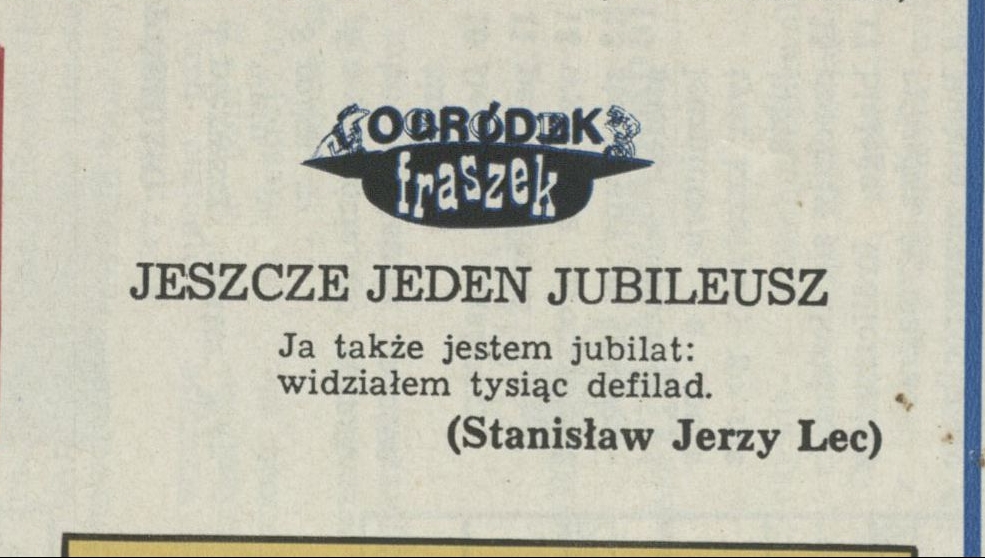 OGRÓDEK
fraszek
JESZCZE JEDEN JUBILEUSZ
Ja także jestem jubilat:
widziałem tysiąc defilad.
(Stanisław Jerzy Lec)